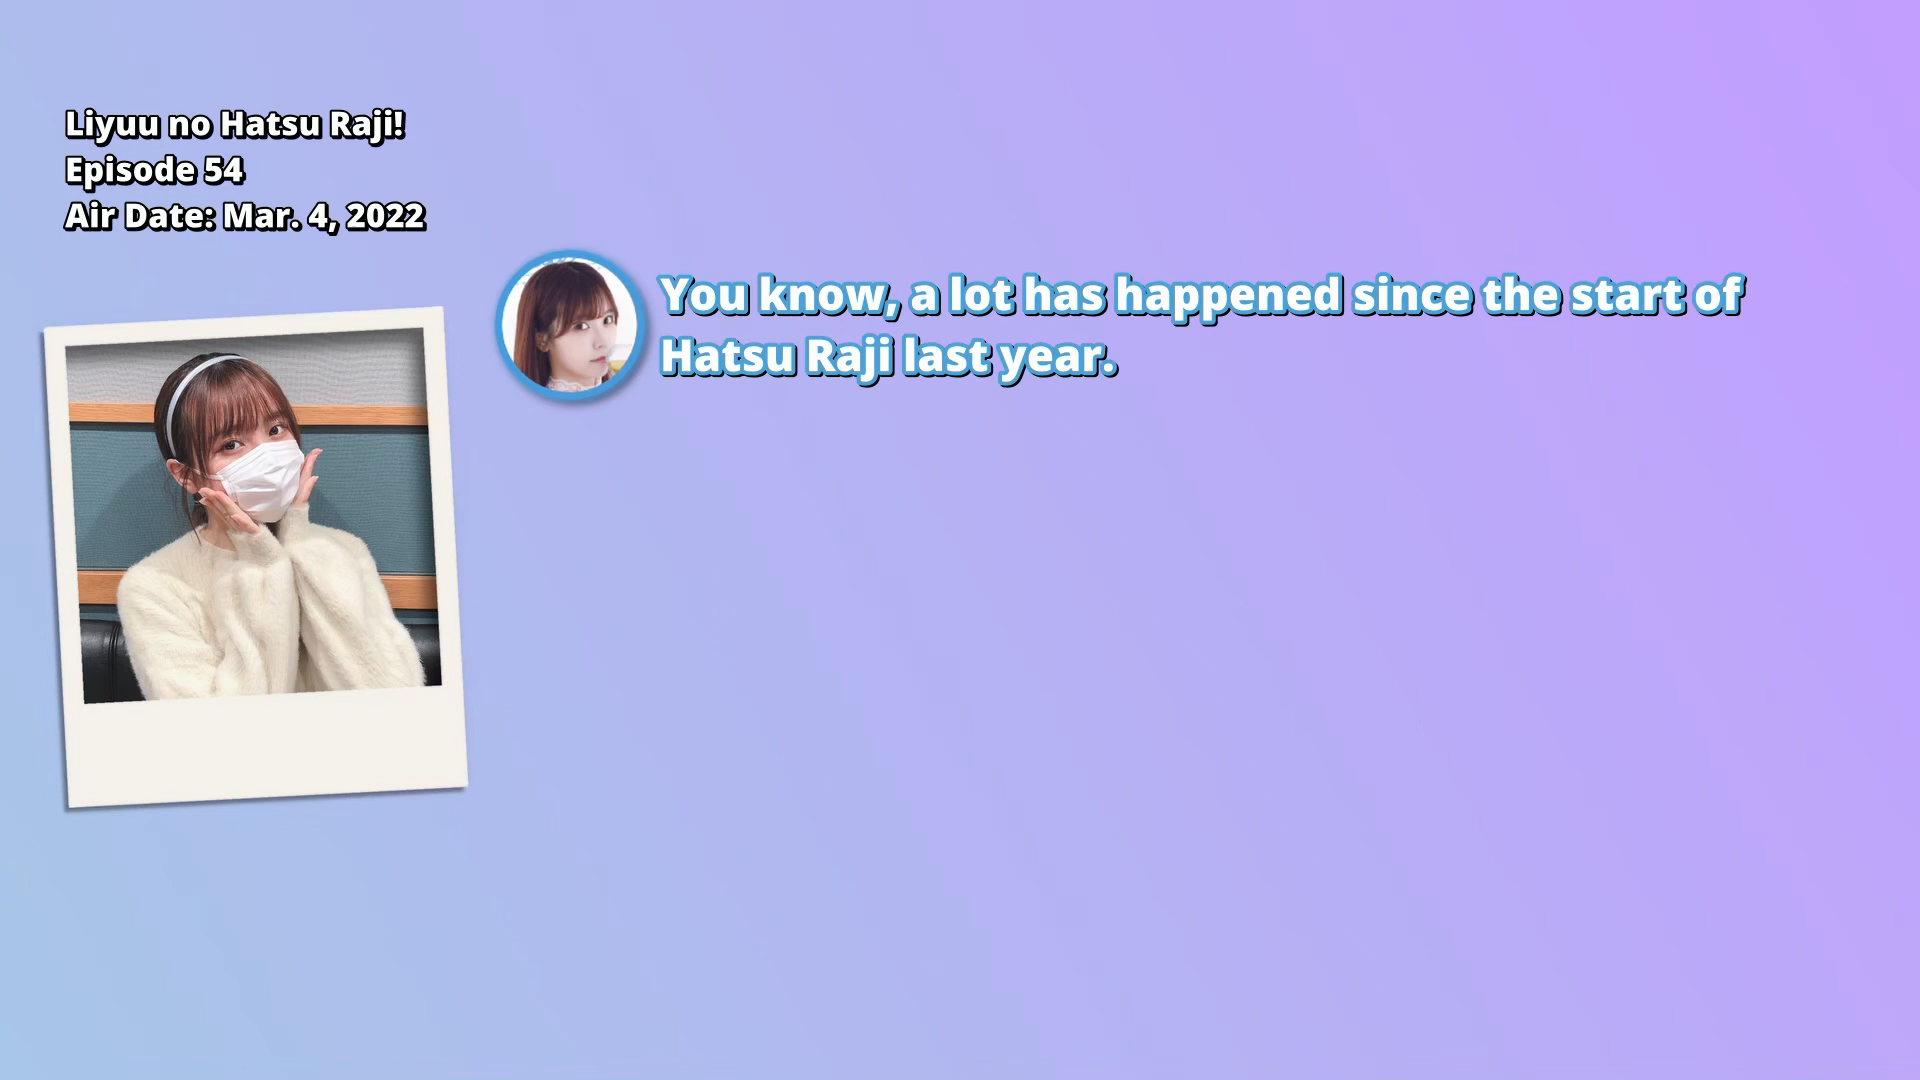 Liyuu no Hatsu Raji!
Episode 54
Air Date: Mar. 4, 2022
You know, a lot has happened since the start of
Hatsu Raji last year.